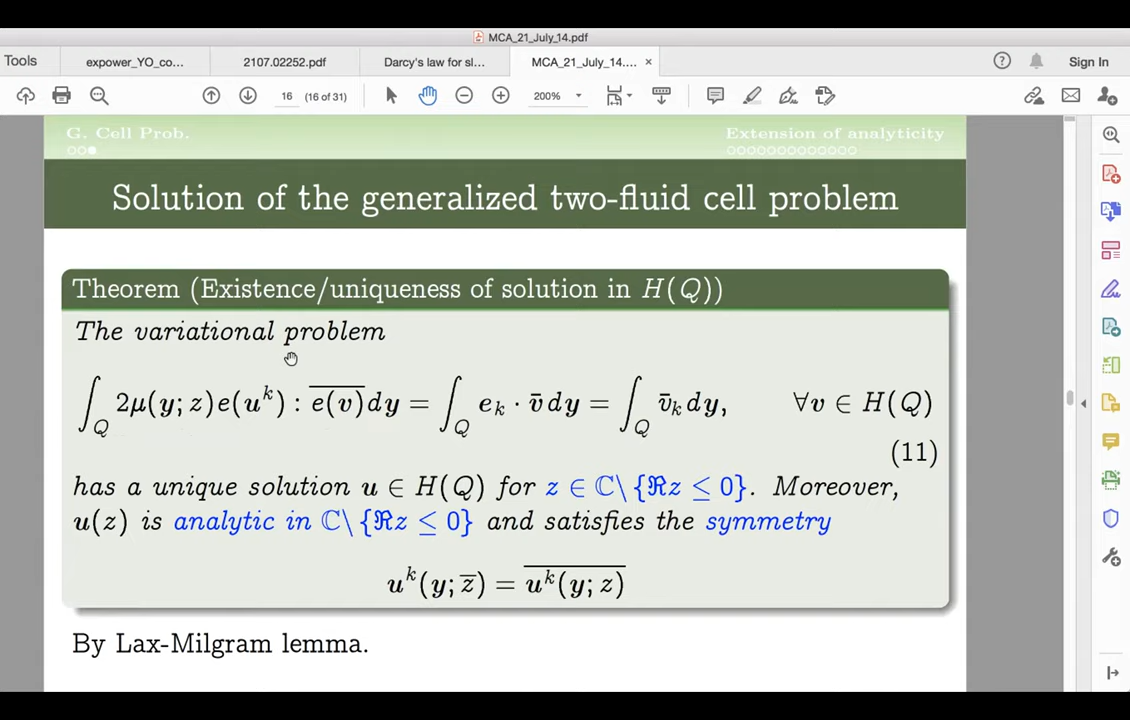 MCA_21_July_14.pdf
Tools expower_YO_co... 2107.02252.pdf Darcy's law for sl... MCA_21_July_14.... × Sign In
16 (16 of 31) 200%
G. Cell Prob. Extension of analyticity
Solution of the generalized two-fluid cell problem
Theorem (Existence/uniqueness of solution in H(Q))
The variational problem
∫_Q 2μ(y; z)e(u^k) : \overline{e(v)}dy = ∫_Q e_k · v̄ dy = ∫_Q v̄_k dy, ∀v ∈ H(Q)
(11)
has a unique solution u ∈ H(Q) for z ∈ ℂ\{ℜz ≤ 0}. Moreover,
u(z) is analytic in ℂ\{ℜz ≤ 0} and satisfies the symmetry
u^k(y; \overline{z}) = \overline{u^k(y; z)}
By Lax-Milgram lemma.